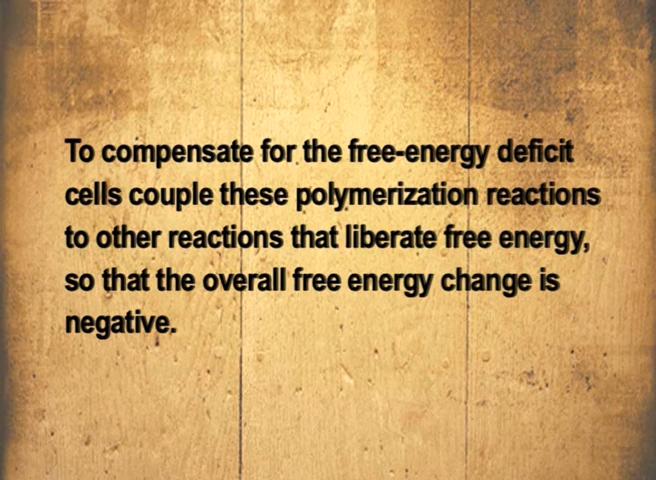 To compensate for the free-energy deficit
cells couple these polymerization reactions
to other reactions that liberate free energy,
so that the overall free energy change is
negative.